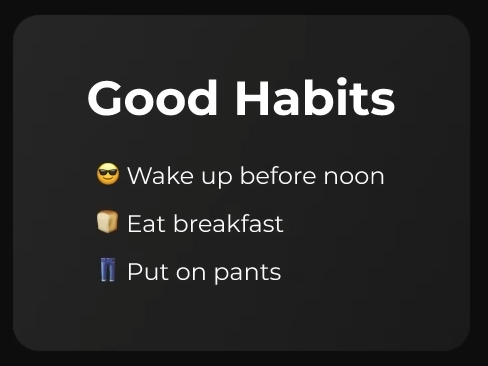 Good Habits
😎 Wake up before noon
🍞 Eat breakfast
👖 Put on pants